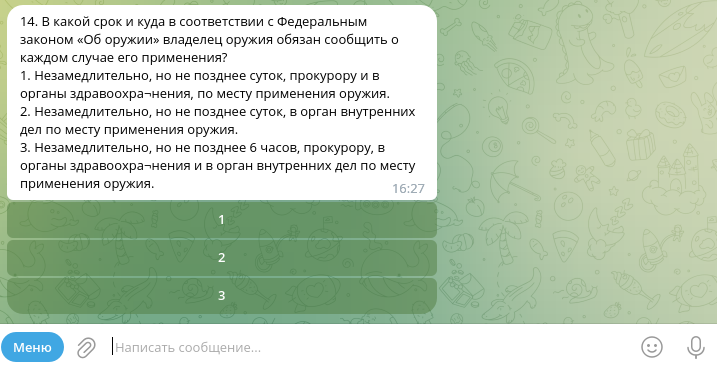 14. В какой срок и куда в соответствии с Федеральным
законом «Об оружии» владелец оружия обязан сообщить о
каждом случае его применения?
1. Незамедлительно, но не позднее суток, прокурору и в
органы здравоохра¬нения, по месту применения оружия.
2. Незамедлительно, но не позднее суток, в орган внутренних
дел по месту применения оружия.
3. Незамедлительно, но не позднее 6 часов, прокурору, в
органы здравоохра¬нения и в орган внутренних дел по месту
применения оружия.
16:27
1
2
3
Меню
Написать сообщение...